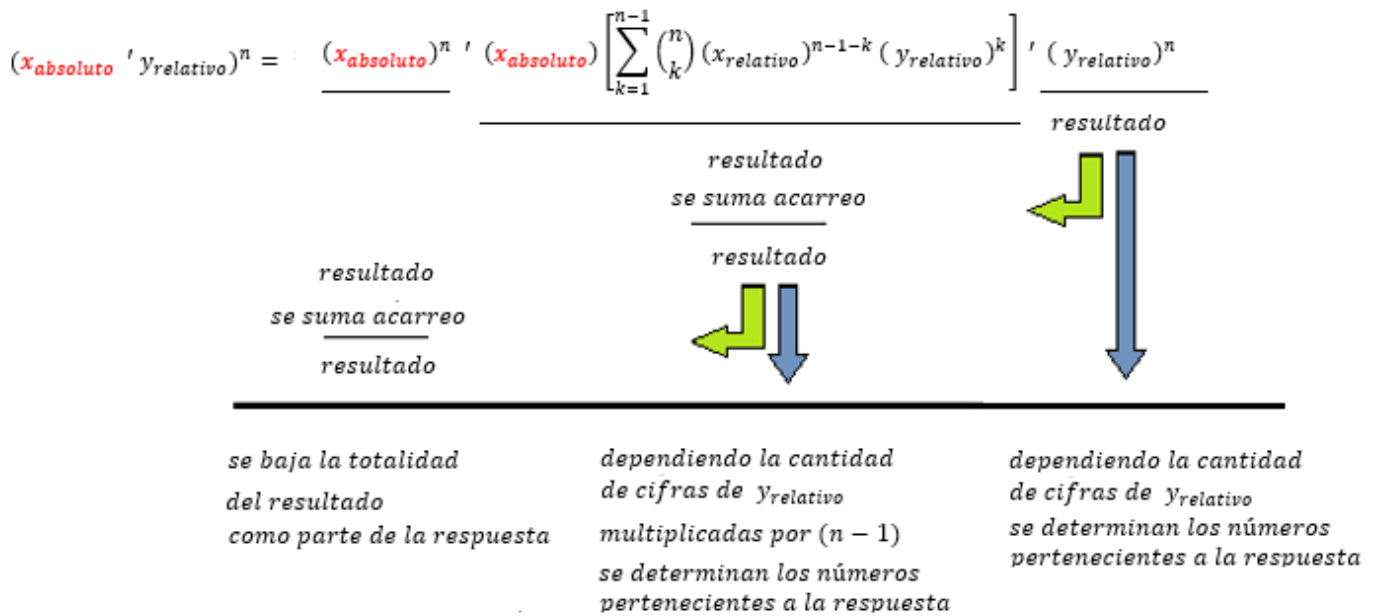 (x_absoluto ′ y_relativo)^n = (x_absoluto)^n ′ (x_absoluto) [∑_{k=1}^{n−1} (n k) (x_relativo)^{n−1−k} ( y_relativo)^k] ′ ( y_relativo)^n
resultado
resultado
se suma acarreo
resultado
resultado
se suma acarreo
resultado
se baja la totalidad
del resultado
como parte de la respuesta
dependiendo la cantidad
de cifras de y_relativo
multiplicadas por (n − 1)
se determinan los números
pertenecientes a la respuesta
dependiendo la cantidad
de cifras de y_relativo
se determinan los números
pertenecientes a la respuesta